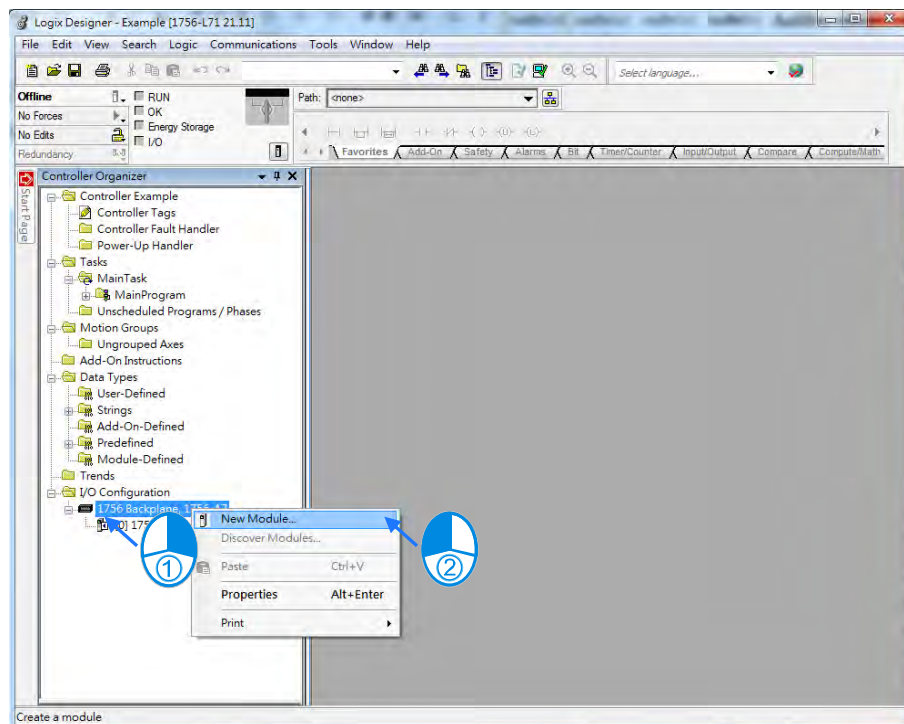 Logix Designer - Example [1756-L71 21.11]
File Edit View Search Logic Communications Tools Window Help
Select language...
Offline
RUN
Path: <none>
No Forces
OK
Energy Storage
No Edits
I/O
Redundancy
Favorites Add-On Safety Alarms Bit Timer/Counter Input/Output Compare Compute/Math
Start Page
Controller Organizer
Controller Example
Controller Tags
Controller Fault Handler
Power-Up Handler
Tasks
MainTask
MainProgram
Unscheduled Programs / Phases
Motion Groups
Ungrouped Axes
Add-On Instructions
Data Types
User-Defined
Strings
Add-On-Defined
Predefined
Module-Defined
Trends
I/O Configuration
1756 Backplane, 1756-A7
New Module...
Discover Modules...
Paste Ctrl+V
Properties Alt+Enter
Print
1
2
Create a module